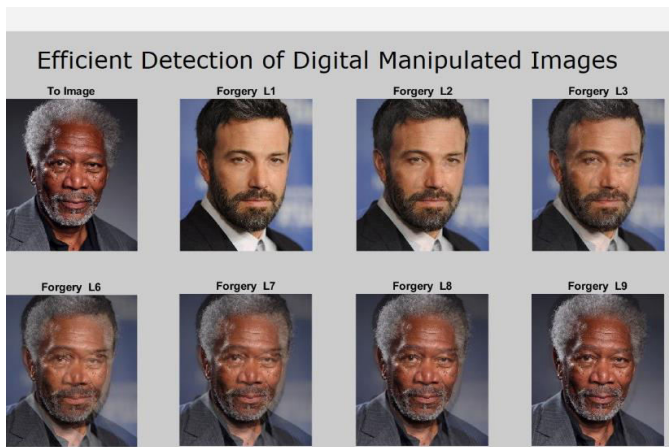 Efficient Detection of Digital Manipulated Images
To Image Forgery L1 Forgery L2 Forgery L3
Forgery L6 Forgery L7 Forgery L8 Forgery L9